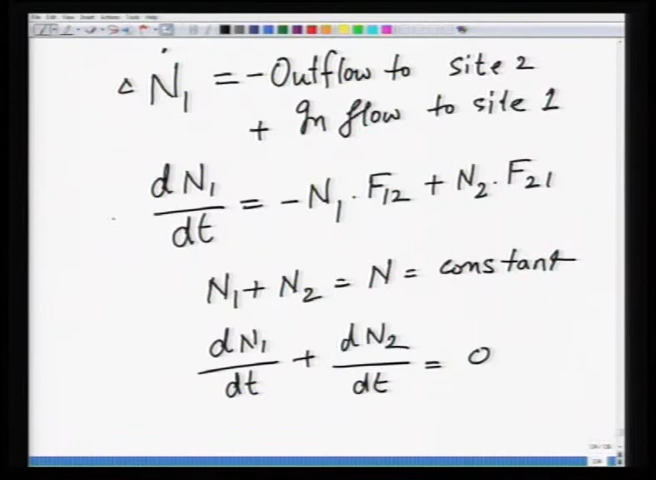 Δ Ṅ₁ = - Outflow to site 2
+ In flow to site 1
dN₁/dt = - N₁ · F₁₂ + N₂ · F₂₁
N₁ + N₂ = N = constant
dN₁/dt + dN₂/dt = 0